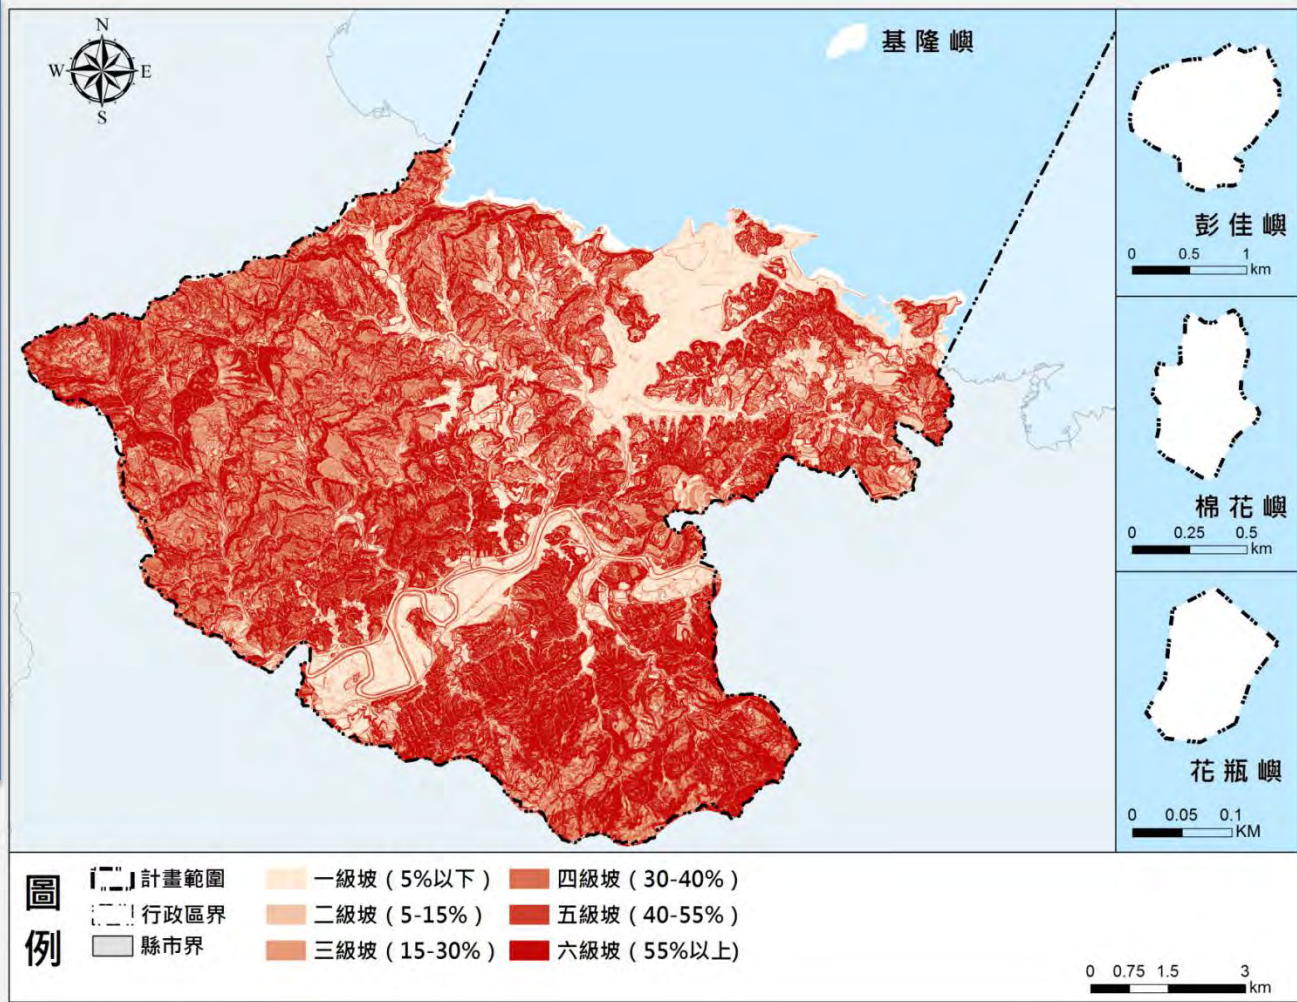 N
W E
S
基隆嶼
彭佳嶼
0 0.5 1
km
棉花嶼
0 0.25 0.5
km
花瓶嶼
0 0.05 0.1
KM
圖例
計畫範圍
行政區界
縣市界
一級坡（5%以下）
二級坡（5-15%）
三級坡（15-30%）
四級坡（30-40%）
五級坡（40-55%）
六級坡（55%以上)
0 0.75 1.5 3
km